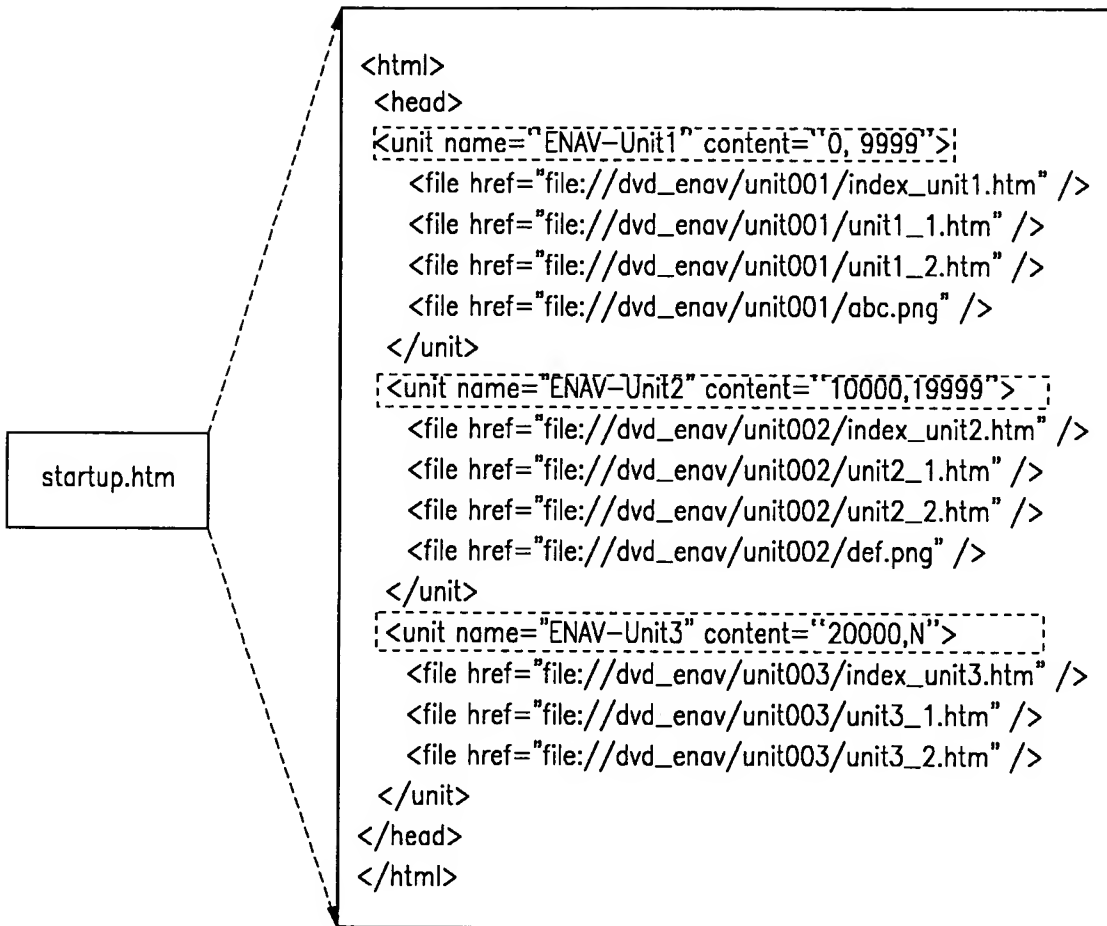 <html>
<head>
<unit name="ENAV-Unit1" content="0, 9999">
<file href="file://dvd_enav/unit001/index_unit1.htm" />
<file href="file://dvd_enav/unit001/unit1_1.htm" />
<file href="file://dvd_enav/unit001/unit1_2.htm" />
<file href="file://dvd_enav/unit001/abc.png" />
</unit>
<unit name="ENAV-Unit2" content="10000,19999">
<file href="file://dvd_enav/unit002/index_unit2.htm" />
<file href="file://dvd_enav/unit002/unit2_1.htm" />
<file href="file://dvd_enav/unit002/unit2_2.htm" />
<file href="file://dvd_enav/unit002/def.png" />
</unit>
<unit name="ENAV-Unit3" content="20000,N">
<file href="file://dvd_enav/unit003/index_unit3.htm" />
<file href="file://dvd_enav/unit003/unit3_1.htm" />
<file href="file://dvd_enav/unit003/unit3_2.htm" />
</unit>
</head>
</html>
startup.htm